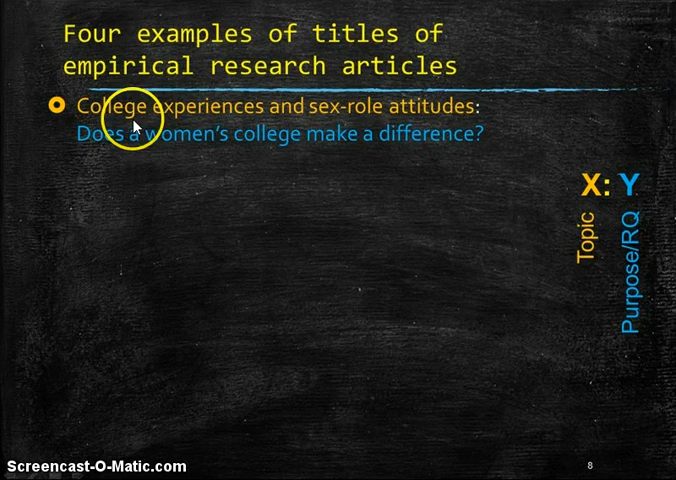 Four examples of titles of
empirical research articles
College experiences and sex-role attitudes:
Does a women's college make a difference?
X: Y
Topic
Purpose/RQ
Screencast-O-Matic.com
8